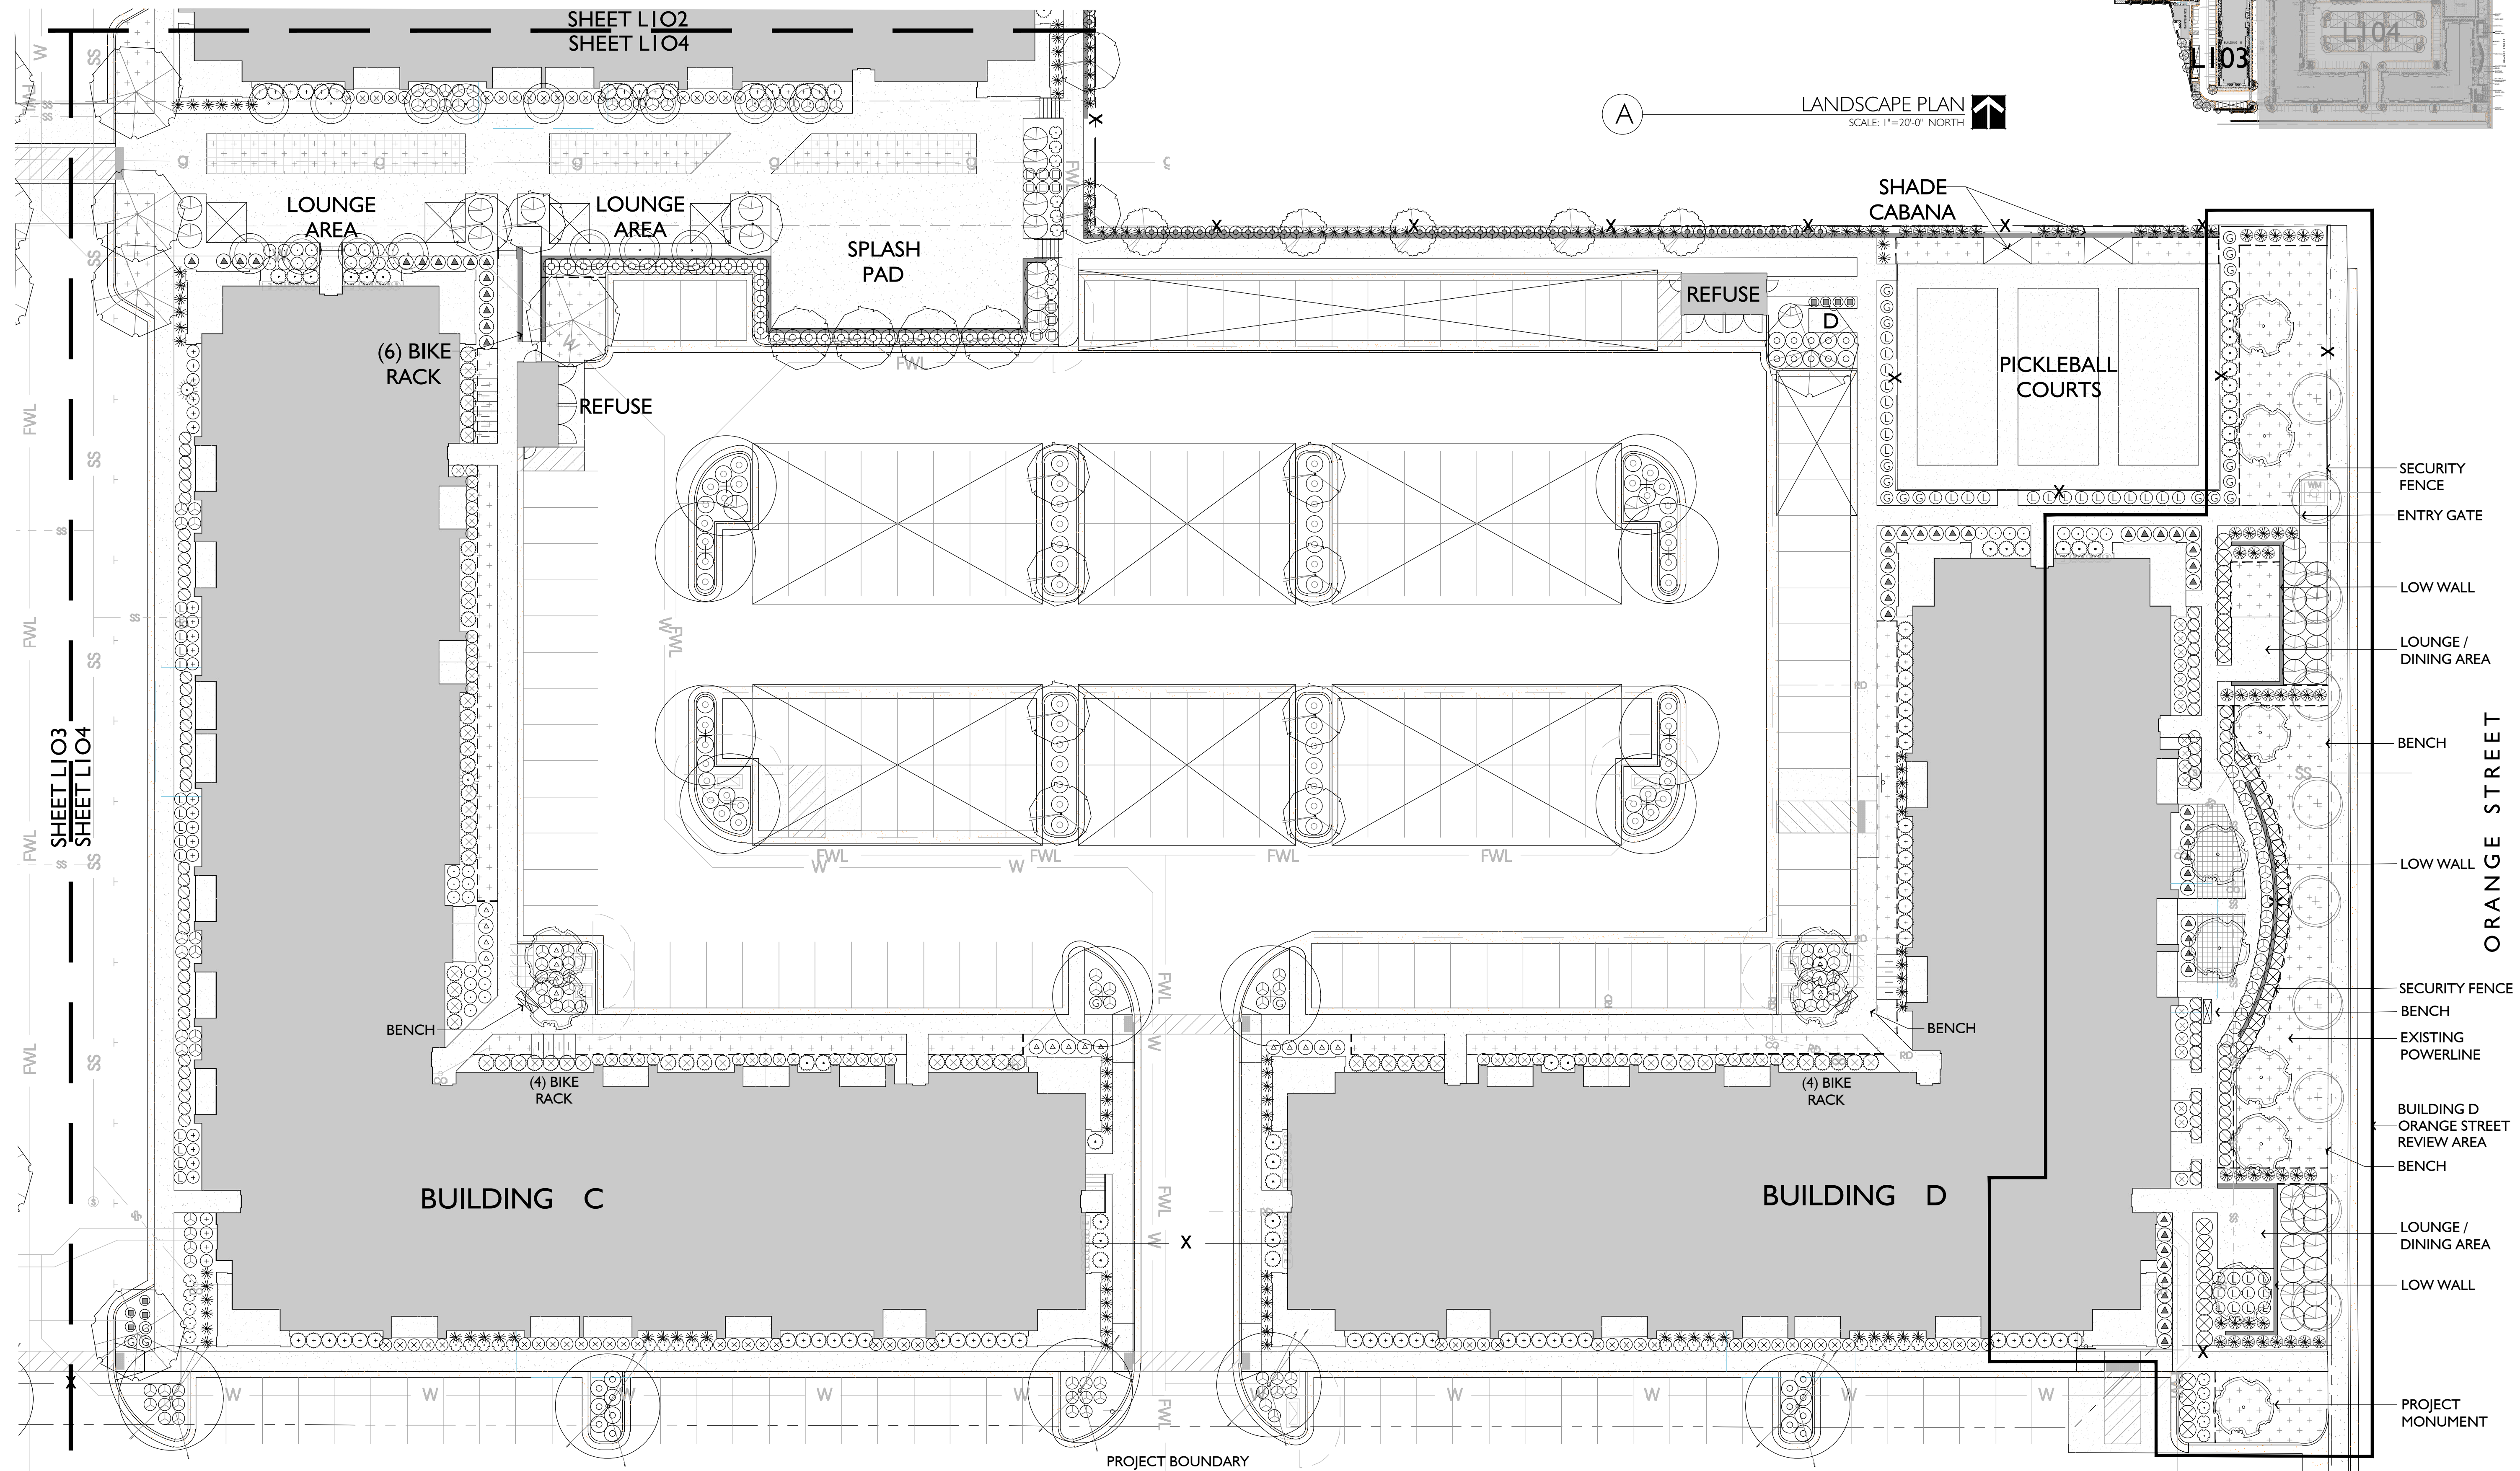 SHEET L102
SHEET L104
L104
L103
A
LANDSCAPE PLAN
SCALE: 1"=20'-0" NORTH
SHADE
CABANA
LOUNGE
AREA
LOUNGE
AREA
SPLASH
PAD
REFUSE
D
(6) BIKE
RACK
REFUSE
PICKLEBALL
COURTS
SECURITY
FENCE
ENTRY GATE
LOW WALL
LOUNGE /
DINING AREA
BENCH
LOW WALL
SECURITY FENCE
BENCH
EXISTING
POWERLINE
BUILDING D
ORANGE STREET
REVIEW AREA
BENCH
LOUNGE /
DINING AREA
LOW WALL
PROJECT
MONUMENT
ORANGE STREET
SHEET L103
SHEET L104
BENCH
(4) BIKE
RACK
BENCH
(4) BIKE
RACK
BUILDING C
BUILDING D
PROJECT BOUNDARY